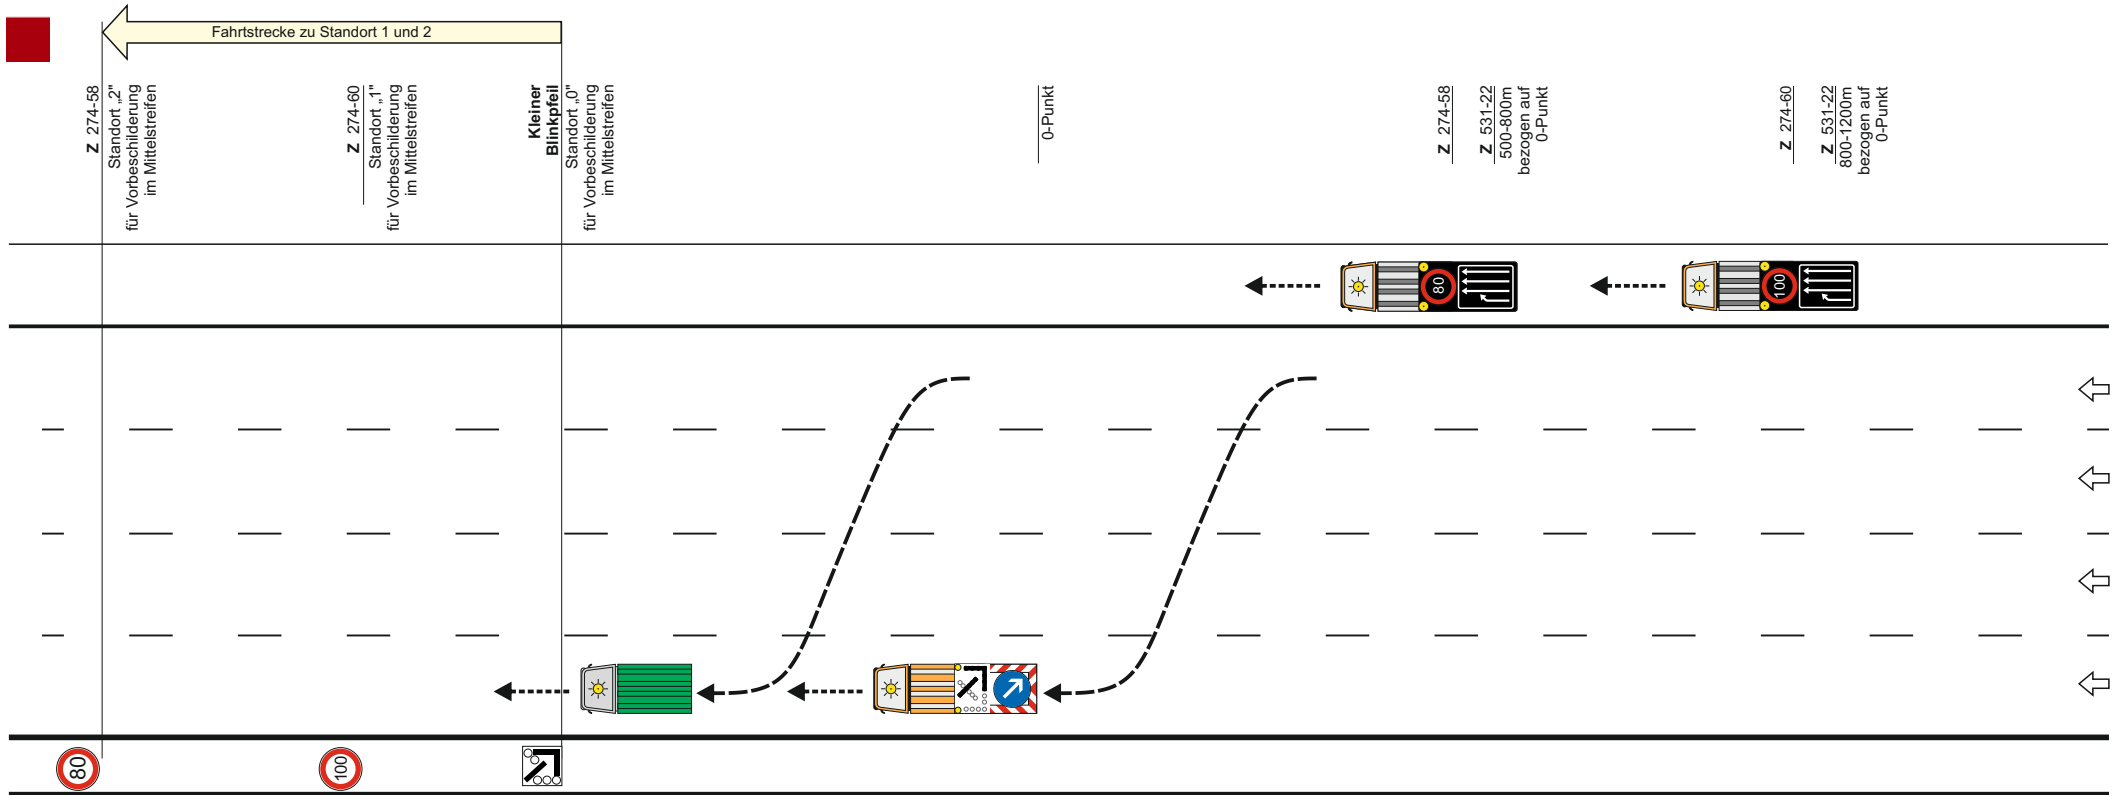 Fahrtstrecke zu Standort 1 und 2
Z 274-58
Standort „2"
für Vorbeschilderung
im Mittelstreifen
Z 274-60
Standort „1"
für Vorbeschilderung
im Mittelstreifen
Kleiner
Blinkpfeil
Standort „0"
für Vorbeschilderung
im Mittelstreifen
0-Punkt
Z 274-58
Z 531-22
500-800m
bezogen auf
0-Punkt
Z 274-60
Z 531-22
800-1200m
bezogen auf
0-Punkt
80
100
80
100